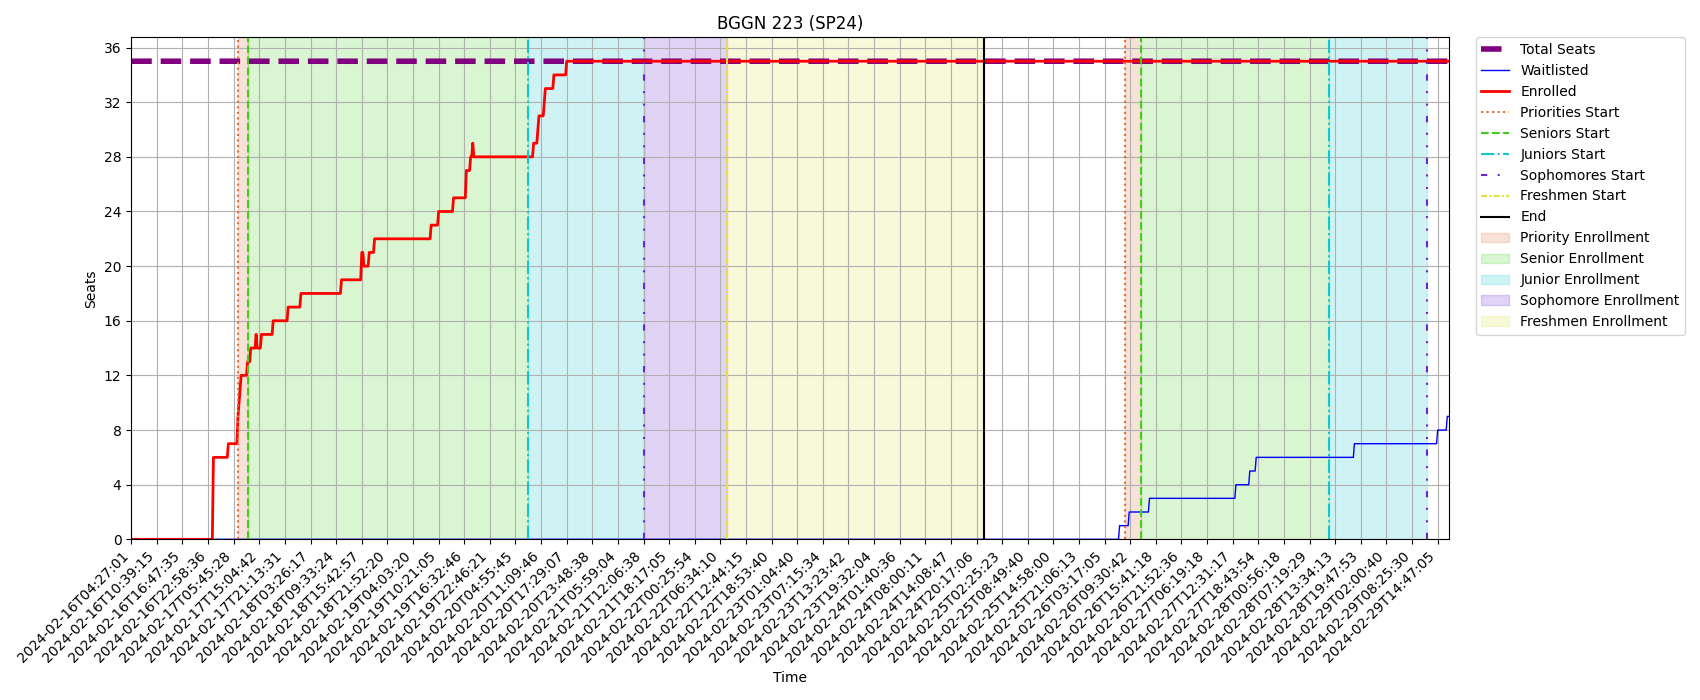 BGGN 223 (SP24)
36
32
28
24
20
16
12
8
4
0
Seats
2024-02-16T04:27:01
2024-02-16T10:39:15
2024-02-16T16:47:35
2024-02-16T22:58:36
2024-02-17T05:45:28
2024-02-17T15:04:42
2024-02-17T21:13:31
2024-02-18T03:26:17
2024-02-18T09:33:24
2024-02-18T15:42:57
2024-02-18T21:52:20
2024-02-19T04:03:20
2024-02-19T10:21:05
2024-02-19T16:32:46
2024-02-19T22:46:21
2024-02-20T04:55:45
2024-02-20T11:09:46
2024-02-20T17:29:07
2024-02-20T23:48:38
2024-02-21T05:59:04
2024-02-21T12:06:38
2024-02-21T18:17:05
2024-02-22T00:25:54
2024-02-22T06:34:10
2024-02-22T12:44:15
2024-02-22T18:53:40
2024-02-23T01:04:40
2024-02-23T07:15:34
2024-02-23T13:23:42
2024-02-23T19:32:04
2024-02-24T01:40:36
2024-02-24T08:00:11
2024-02-24T14:08:47
2024-02-24T20:17:06
2024-02-25T02:25:23
2024-02-25T08:49:40
2024-02-25T14:58:00
2024-02-25T21:06:13
2024-02-26T03:17:05
2024-02-26T09:30:42
2024-02-26T15:41:18
2024-02-26T21:52:36
2024-02-27T06:19:18
2024-02-27T12:31:17
2024-02-27T18:43:54
2024-02-28T00:56:18
2024-02-28T07:19:29
2024-02-28T13:34:13
2024-02-28T19:47:53
2024-02-29T02:00:40
2024-02-29T08:25:30
2024-02-29T14:47:05
Time
Total Seats
Waitlisted
Enrolled
Priorities Start
Seniors Start
Juniors Start
Sophomores Start
Freshmen Start
End
Priority Enrollment
Senior Enrollment
Junior Enrollment
Sophomore Enrollment
Freshmen Enrollment